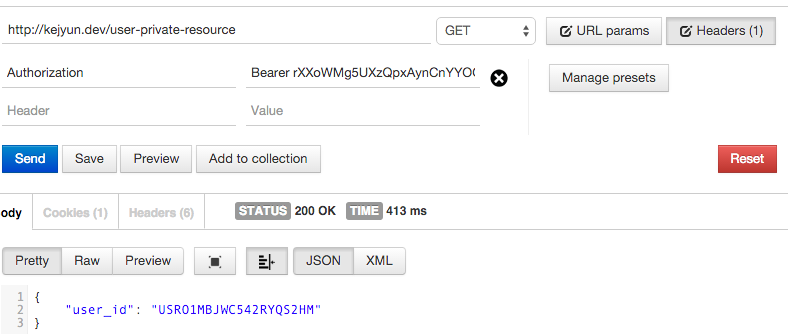 http://kejyun.dev/user-private-resource GET URL params Headers (1)
Authorization Bearer rXXoWMg5UXzQpxAynCnYYO Manage presets
Header Value
Send Save Preview Add to collection Reset
ody Cookies (1) Headers (6) STATUS 200 OK TIME 413 ms
Pretty Raw Preview JSON XML
1 {
2 "user_id": "USRO1MBJWC542RYQS2HM"
3 }